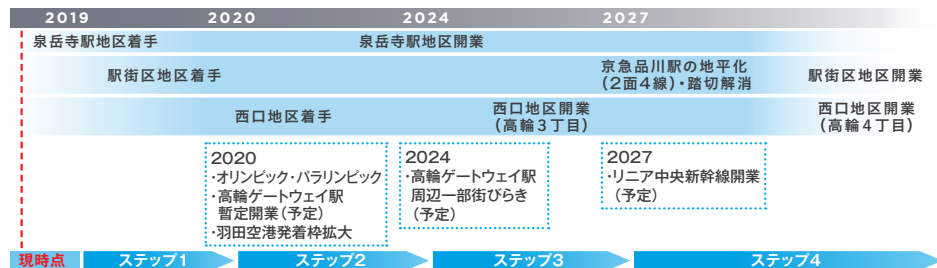 2019 2020 2024 2027
泉岳寺駅地区着手 泉岳寺駅地区開業
駅街区地区着手 京急品川駅の地平化
(2面4線)・踏切解消 駅街区地区開業
西口地区着手 西口地区開業
(高輪3丁目) 西口地区開業
(高輪4丁目)
2020
・オリンピック・パラリンピック
・高輪ゲートウェイ駅
暫定開業(予定)
・羽田空港発着枠拡大
2024
・高輪ゲートウェイ駅
周辺一部街びらき
(予定)
2027
・リニア中央新幹線開業
(予定)
現時点 ステップ1 ステップ2 ステップ3 ステップ4